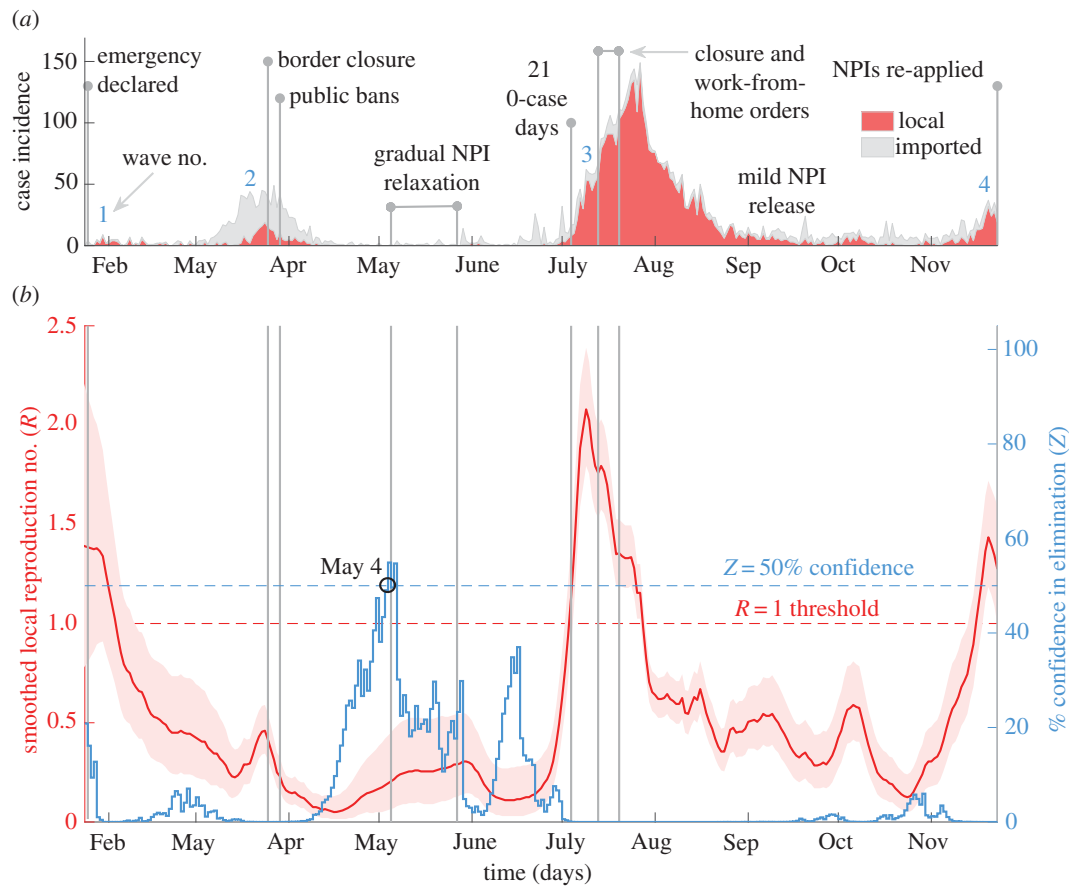 (a)
150
100
50
0
case incidence
emergency
declared
wave no.
1
2
border closure
public bans
gradual NPI
relaxation
21
0-case
days
3
closure and
work-from-
home orders
mild NPI
release
NPIs re-applied
local
imported
4
Feb May Apr May June July Aug Sep Oct Nov
(b)
2.5
2.0
1.5
1.0
0.5
0
smoothed local reproduction no. (R)
May 4
Z = 50% confidence
R = 1 threshold
100
80
60
40
20
0
% confidence in elimination (Z)
Feb May Apr May June July Aug Sep Oct Nov
time (days)